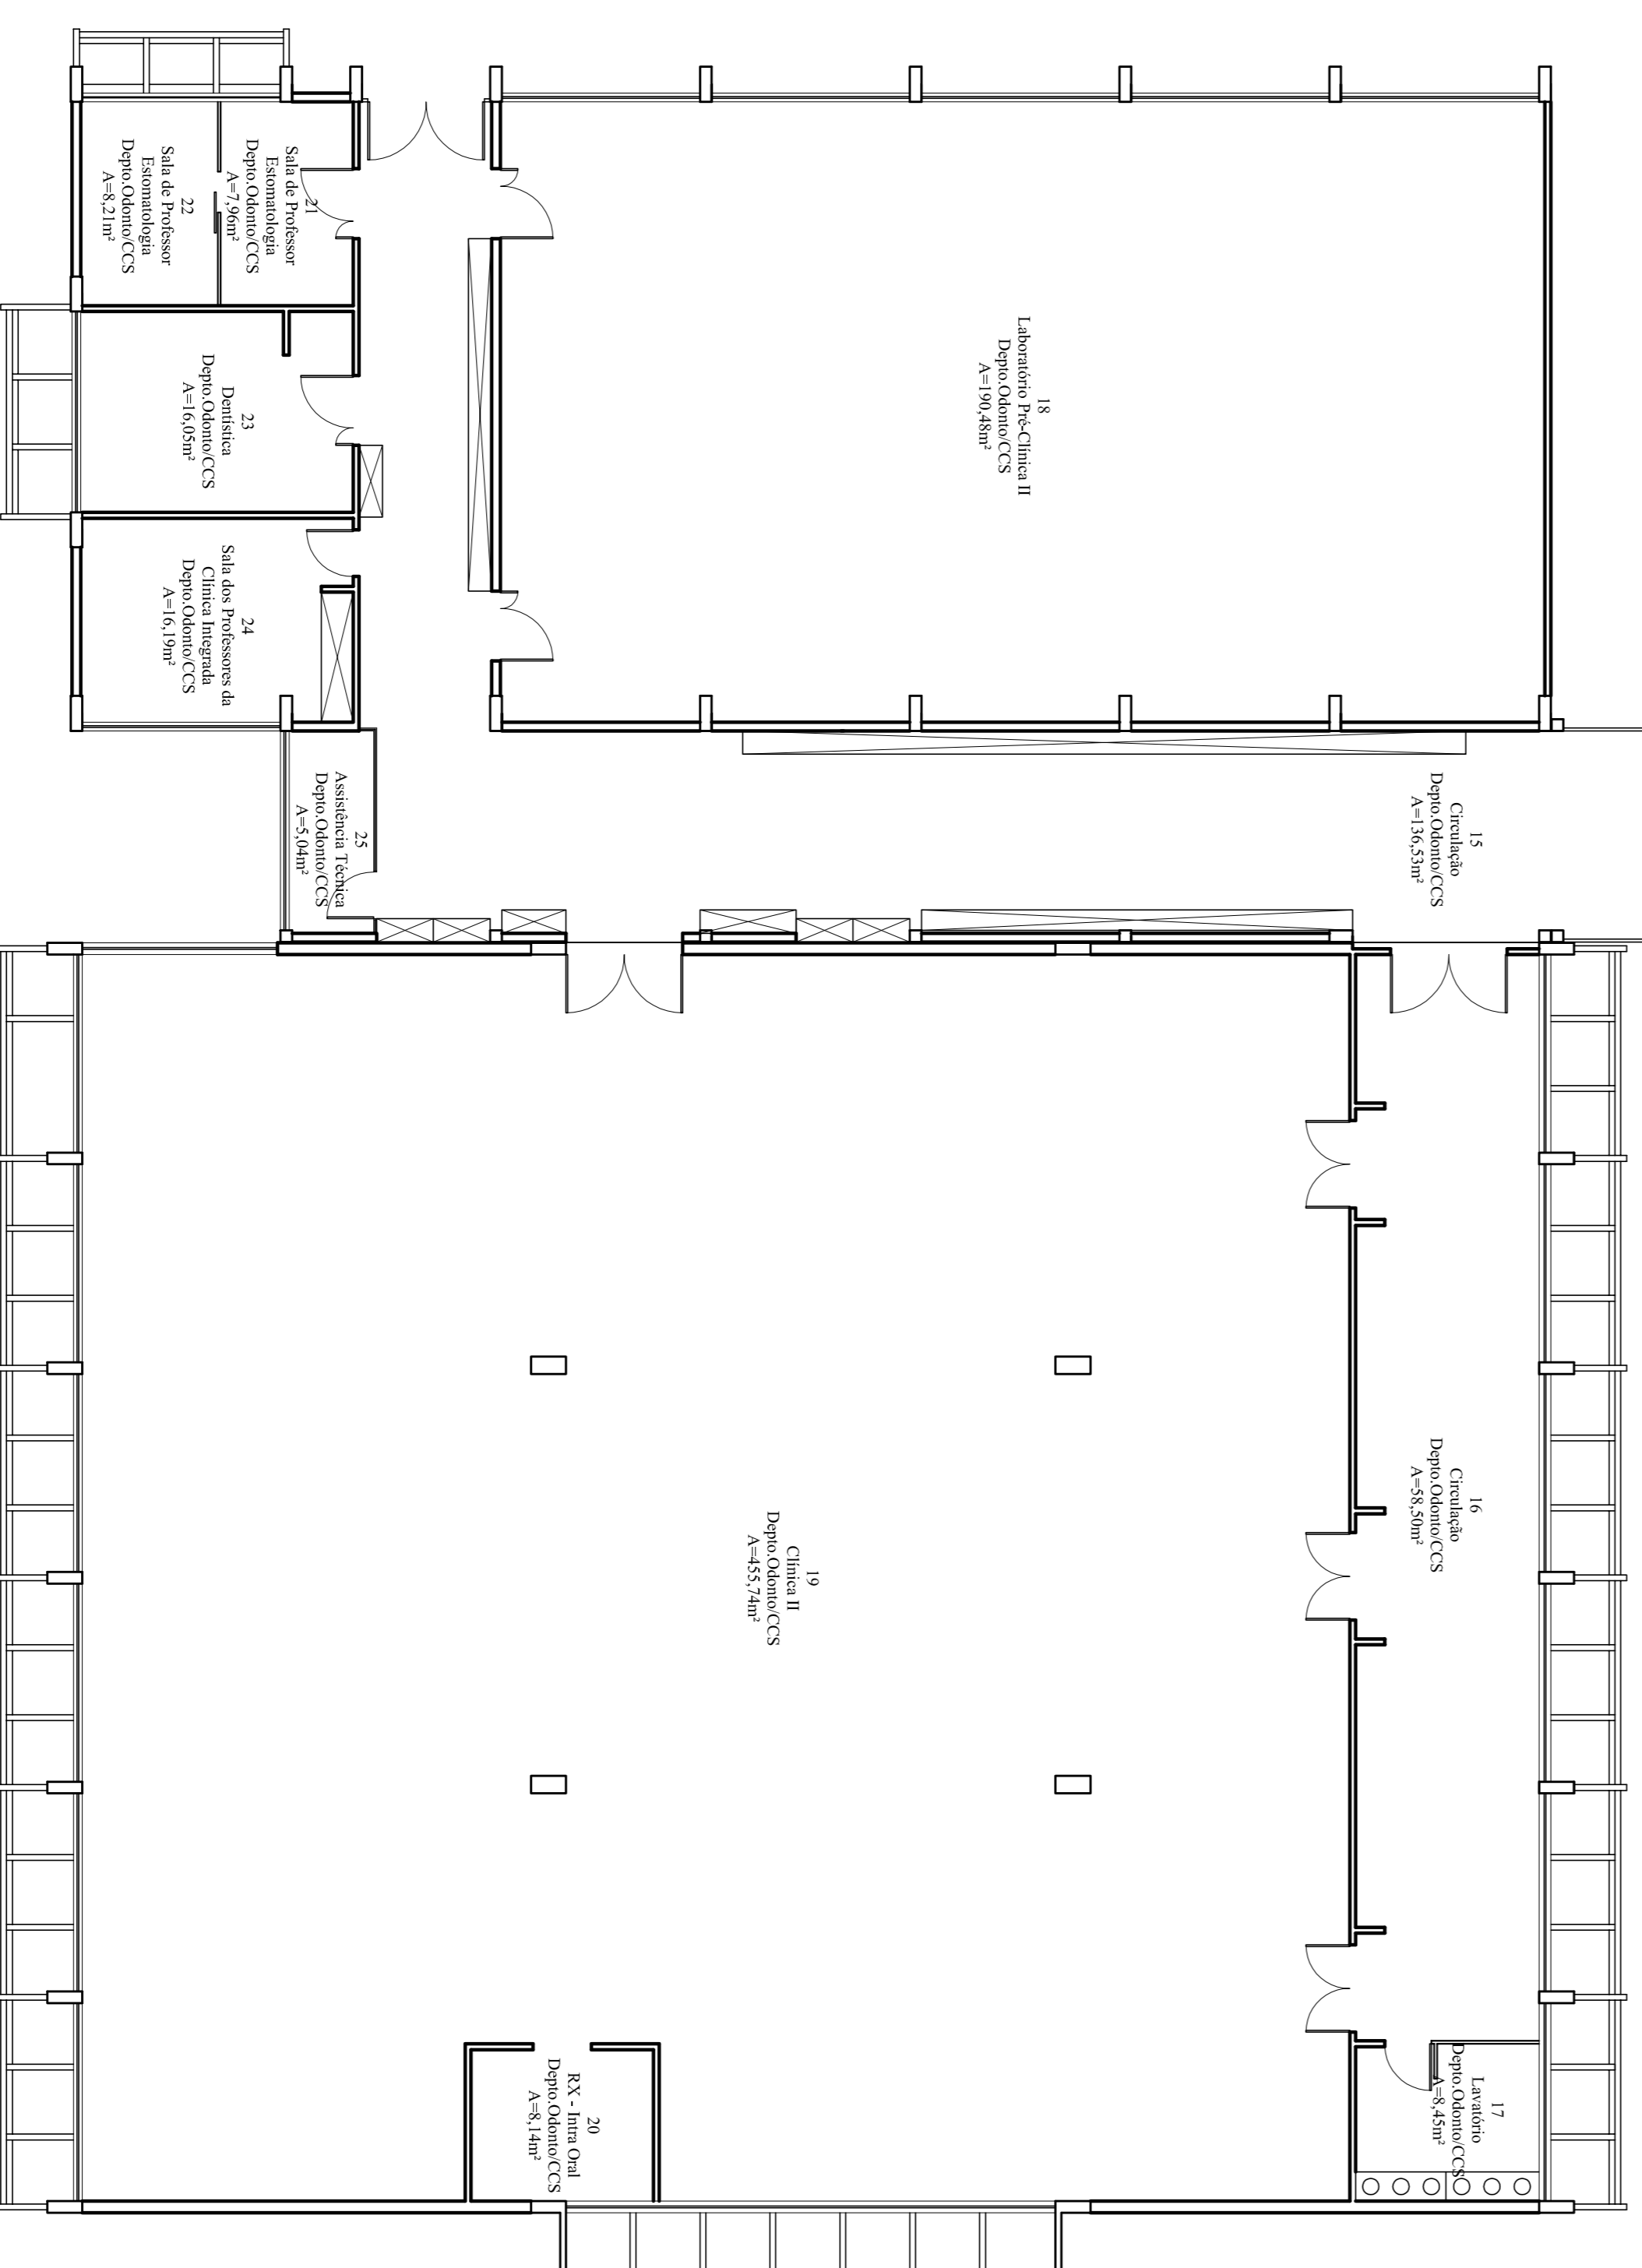 15
Circulação
Depto.Odonto/CCS
A=136,53m²
16
Circulação
Depto.Odonto/CCS
A=58,50m²
17
Lavatório
Depto.Odonto/CCS
A=8,45m²
18
Laboratório Pré-Clínica II
Depto.Odonto/CCS
A=190,48m²
19
Clínica II
Depto.Odonto/CCS
A=455,74m²
20
RX - Intra Oral
Depto.Odonto/CCS
A=8,14m²
21
Sala de Professor
Estomatologia
Depto.Odonto/CCS
A=7,96m²
22
Sala de Professor
Estomatologia
Depto.Odonto/CCS
A=8,21m²
23
Dentística
Depto.Odonto/CCS
A=16,05m²
24
Sala dos Professores da
Clínica Integrada
Depto.Odonto/CCS
A=16,19m²
25
Assistência Técnica
Depto.Odonto/CCS
A=5,04m²